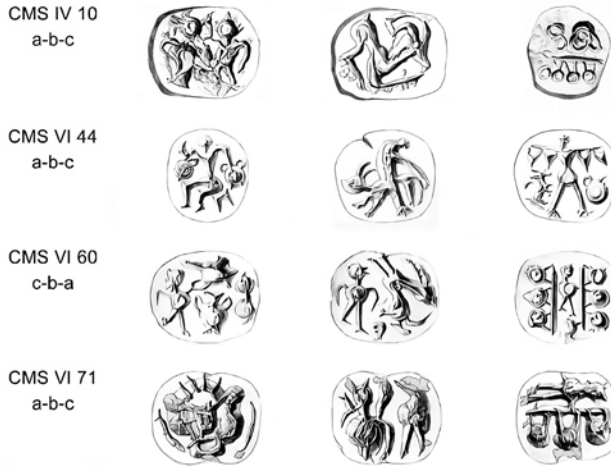 CMS IV 10
a-b-c
CMS VI 44
a-b-c
CMS VI 60
c-b-a
CMS VI 71
a-b-c